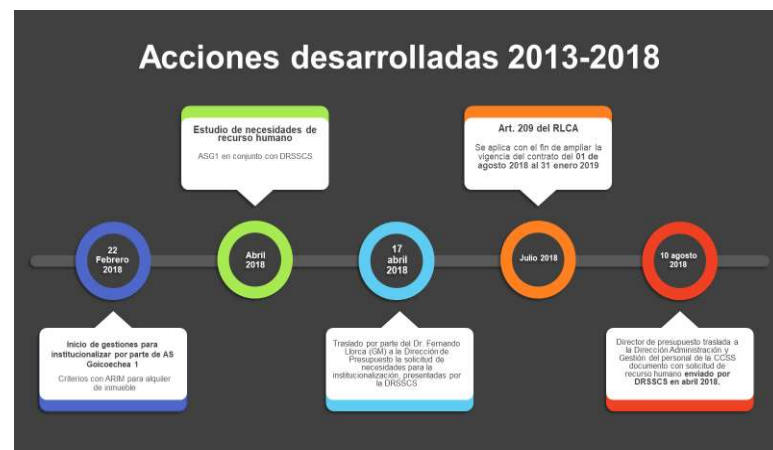 Acciones desarrolladas 2013-2018
Estudio de necesidades de
recurso humano
ASG1 en conjunto con DRSSCS
Art. 209 del RLCA
Se aplica con el fin de ampliar la
vigencia del contrato del 01 de
agosto 2018 al 31 enero 2019
22
Febrero
2018
Abril
2018
17
abril
2018
Julio 2018
10 agosto
2018
Inicio de gestiones para
institucionalizar por parte de AS
Goicoechea 1
Criterios con ARIM para alquiler
de inmueble
Traslado por parte del Dr. Fernando
Llorca (GM) a la Dirección de
Presupuesto la solicitud de
necesidades para la
institucionalización, presentadas por
la DRSSCS
Director de presupuesto traslada a
la Dirección Administración y
Gestión del personal de la CCSS
documento con solicitud de
recurso humano enviado por
DRSSCS en abril 2018.